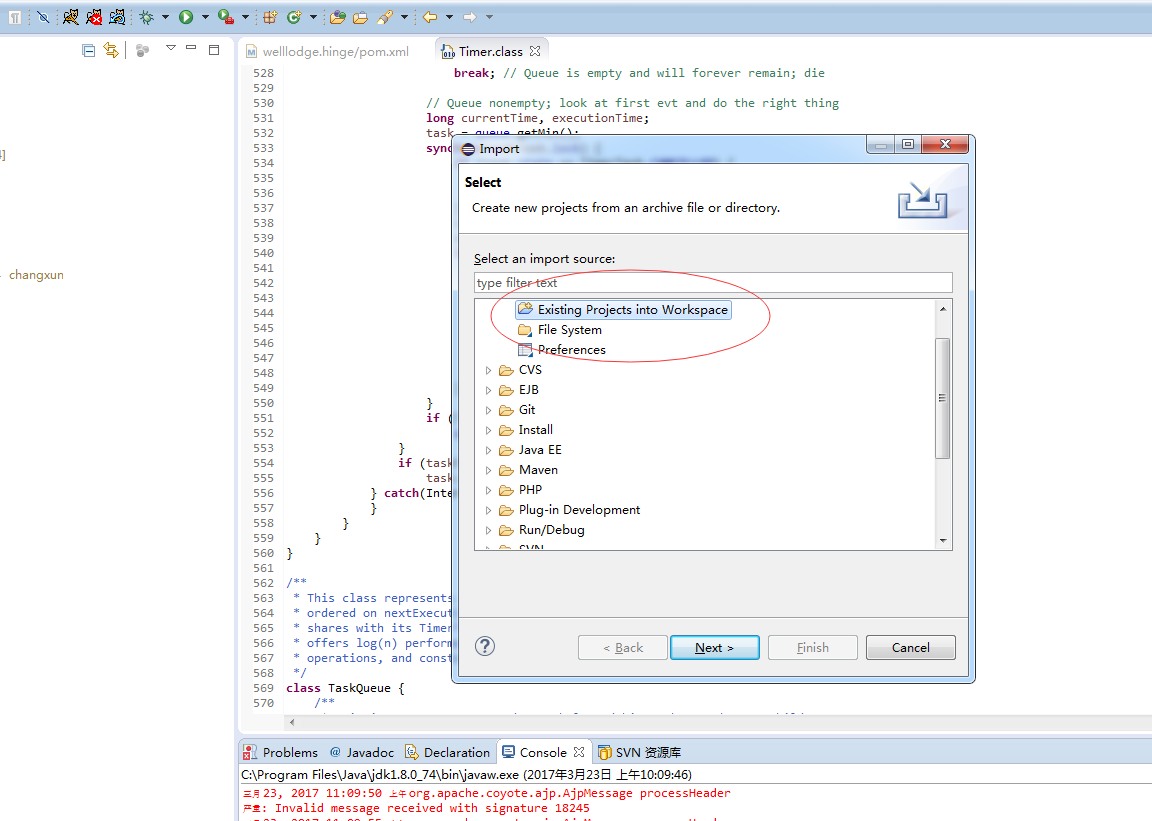 welllodge.hinge/pom.xml
Timer.class
528 break; // Queue is empty and will forever remain; die
529
530 // Queue nonempty; look at first evt and do the right thing
531 long currentTime, executionTime;
532 task = queue.getMin();
533 sync
534
535
536
537
538
539
540
541
542
543
544
545
546
547
548
549
550 }
551 if (
552
553 }
554 if (task
555 task
556 } catch(Inte
557 }
558 }
559 }
560 }
561
562 /**
563 * This class represents
564 * ordered on nextExecut
565 * shares with its Timer
566 * offers log(n) perform
567 * operations, and const
568 */
569 class TaskQueue {
570 /**
4]
changxun
Import
Select
Create new projects from an archive file or directory.
Select an import source:
type filter text
Existing Projects into Workspace
File System
Preferences
CVS
EJB
Git
Install
Java EE
Maven
PHP
Plug-in Development
Run/Debug
SVN
< Back
Next >
Finish
Cancel
Problems @ Javadoc Declaration Console SVN 资源库
C:\Program Files\Java\jdk1.8.0_74\bin\javaw.exe (2017年3月23日 上午10:09:46)
三月 23, 2017 11:09:50 上午 org.apache.coyote.ajp.AjpMessage processHeader
严重: Invalid message received with signature 18245